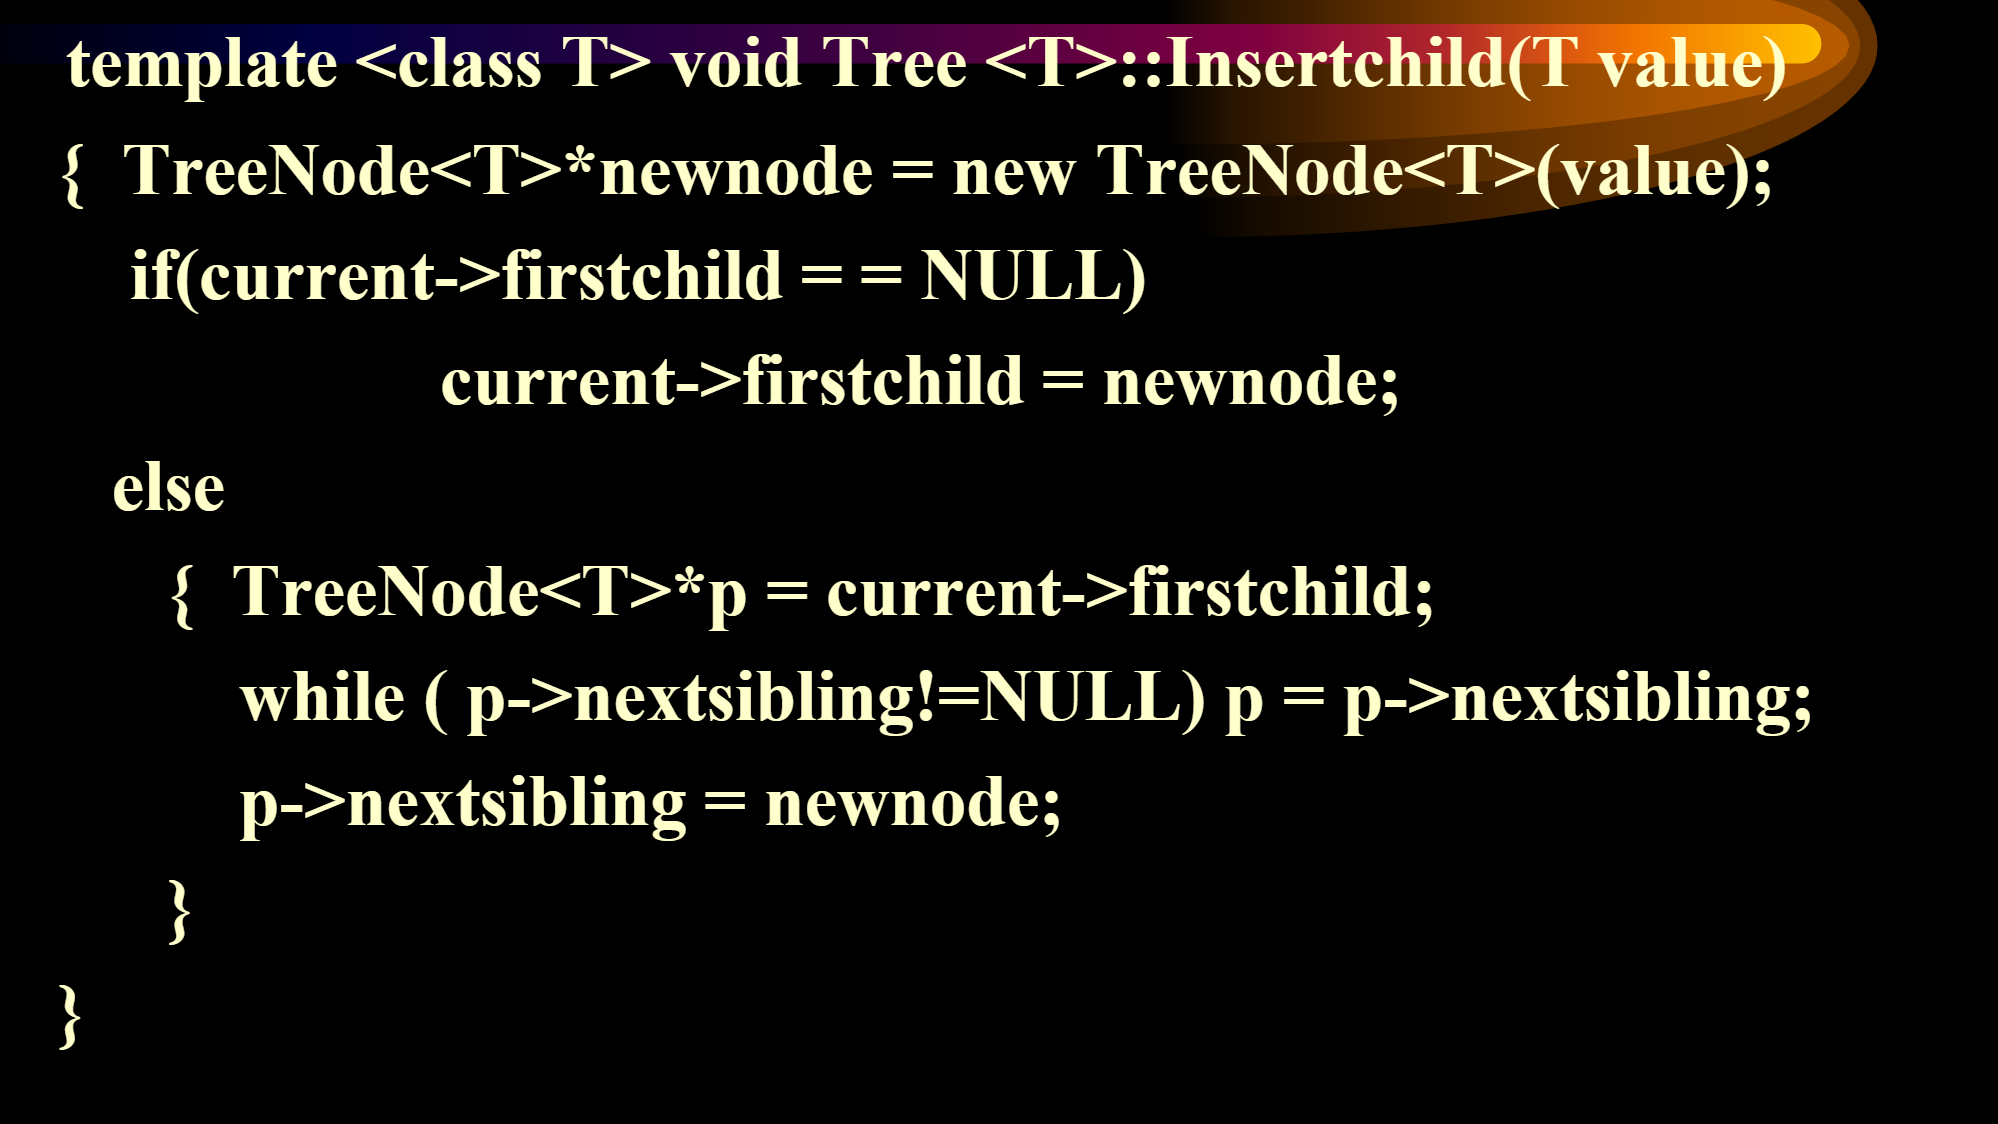 template <class T> void Tree <T>::Insertchild(T value)
{ TreeNode<T>*newnode = new TreeNode<T>(value);
if(current->firstchild = = NULL)
current->firstchild = newnode;
else
{ TreeNode<T>*p = current->firstchild;
while ( p->nextsibling!=NULL) p = p->nextsibling;
p->nextsibling = newnode;
}
}